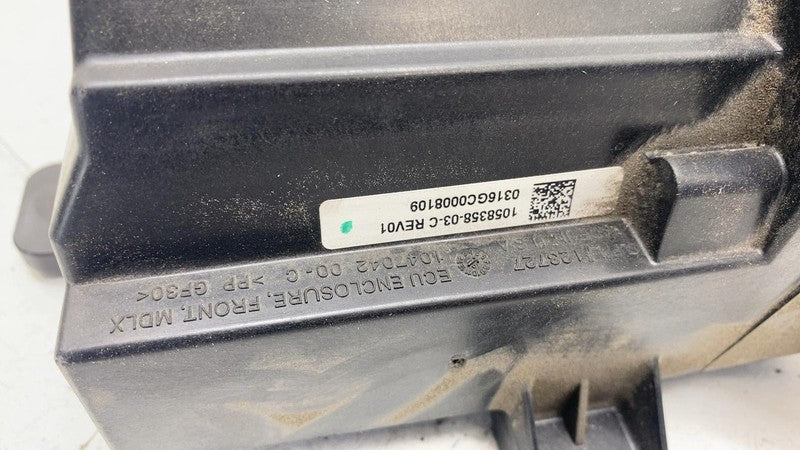 1058358-03-C REV01
0316GC0008109
ECU ENCLOSURE, FRONT, MDLX
1047042 00-C >PP GF30<